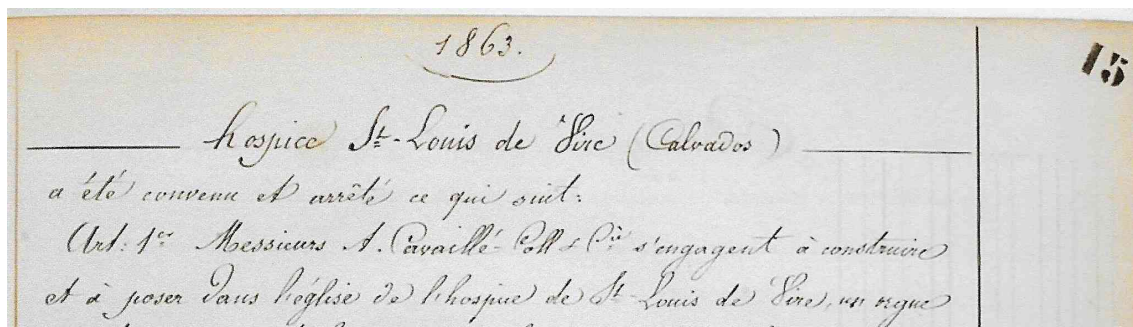 1863.
15
hospice St-Louis de Vire (Calvados)
a été convenu et arrêté ce qui suit:
Art: 1er Messieurs A. Cavaillé-Coll & Cie s'engagent à construire
et à poser dans l'église de l'hospice de St-Louis de Vire, un orgue